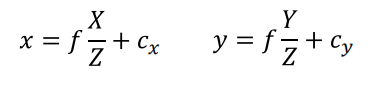 x = f X/Z + c_x    y = f Y/Z + c_y